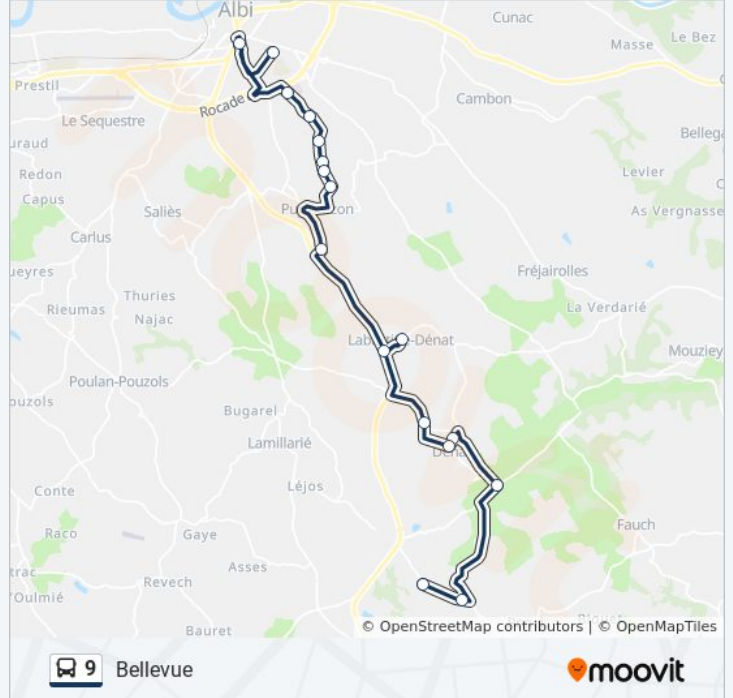 Albi
Cunac
Masse
Le Bez
Prestil
Cambon
Rocade
Le Sequestre
Bellega
uraud
Redon
Levier
Capus
Saliès
As Vergnasse
Carlus
ueyres
Fréjairolles
Thuries
La Verdarié
Rieumas
Najac
Mouziey
Poulan-Pouzols
ouzols
Bugarel
Lamillarié
Léjos
Conte
Raco
Gaye
Fauch
Asses
trac
Revech
'Oulmié
Bauret
© OpenStreetMap contributors | © OpenMapTiles
9 Bellevue
moovit